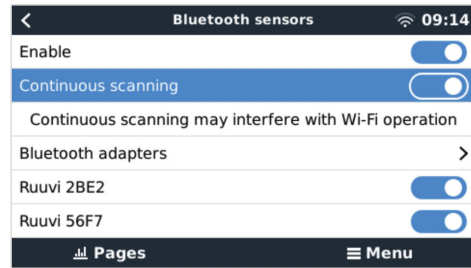 Bluetooth sensors 09:14
Enable
Continuous scanning
Continuous scanning may interfere with Wi-Fi operation
Bluetooth adapters
Ruuvi 2BE2
Ruuvi 56F7
Pages Menu